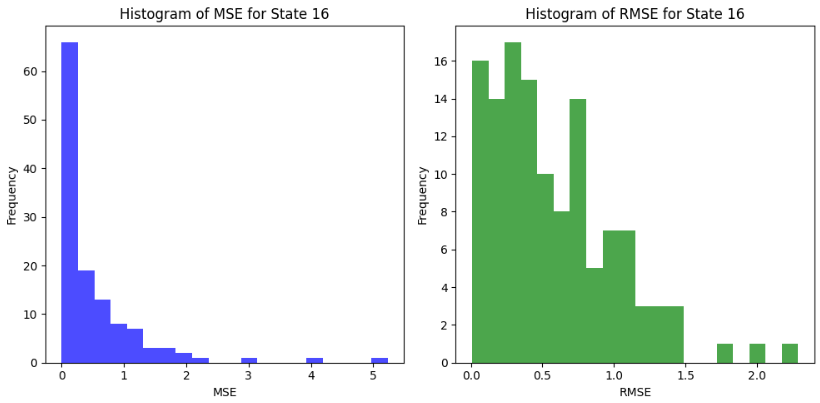 Histogram of MSE for State 16
Frequency
60
50
40
30
20
10
0
0 1 2 3 4 5
MSE
Histogram of RMSE for State 16
Frequency
16
14
12
10
8
6
4
2
0
0.0 0.5 1.0 1.5 2.0
RMSE